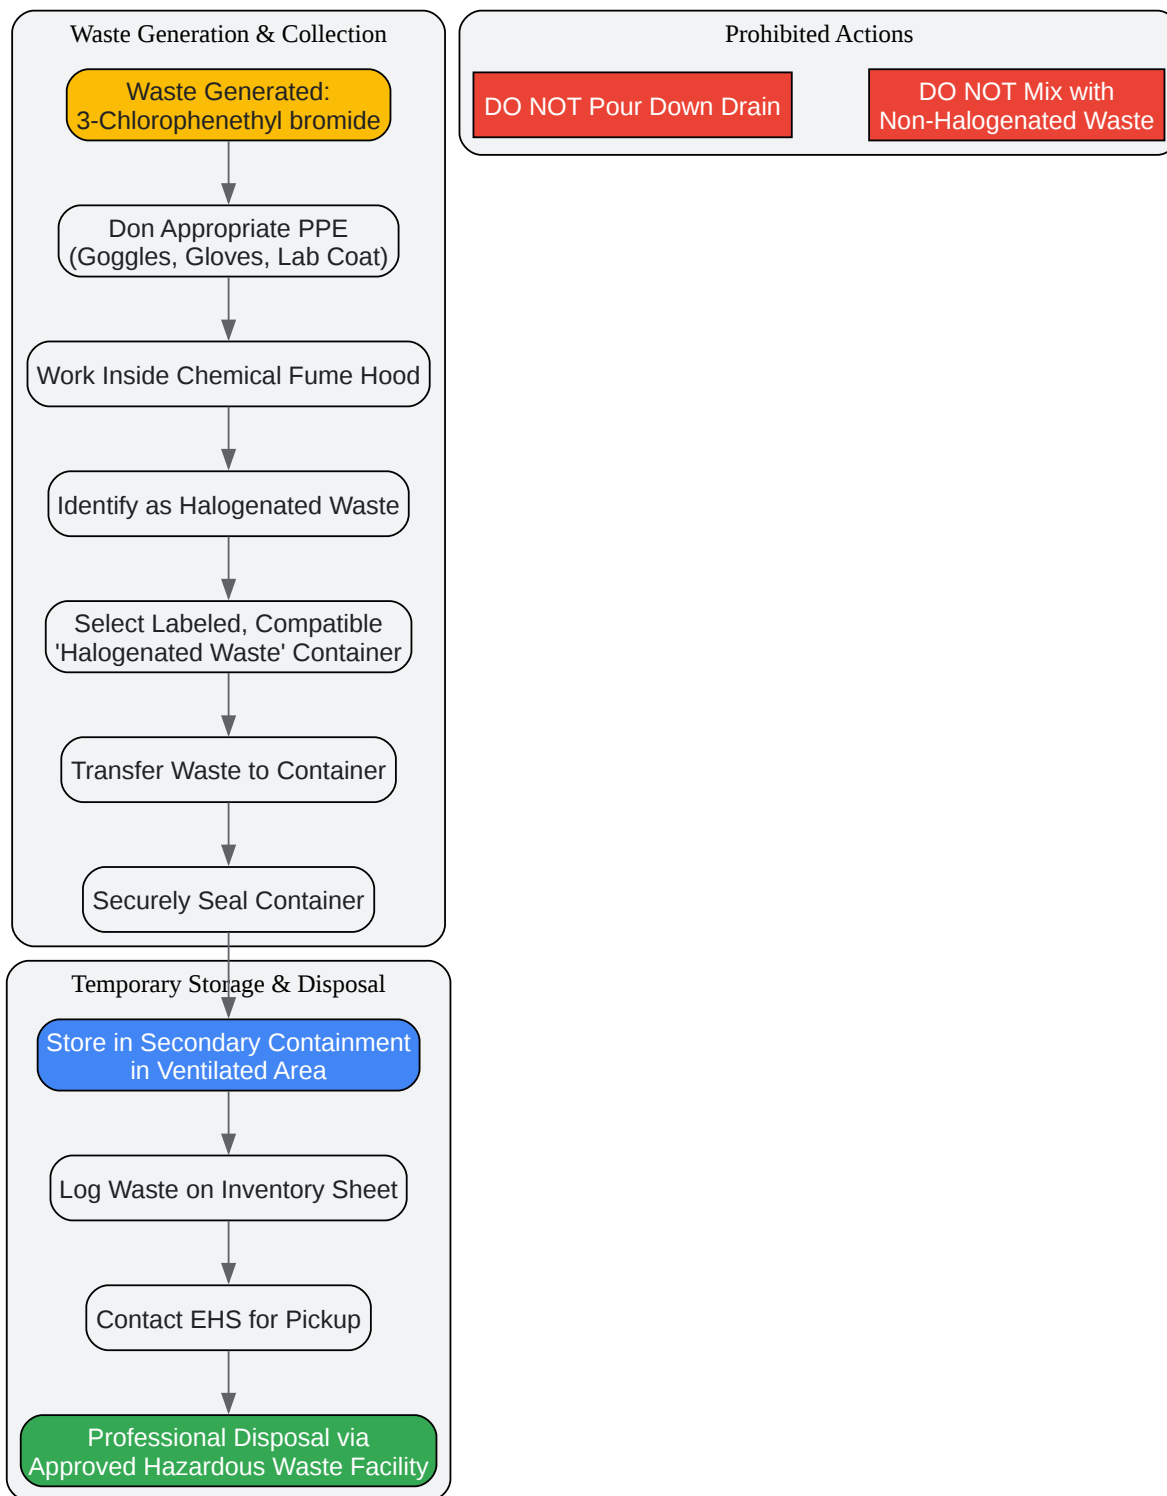 Waste Generation & Collection
Waste Generated:
3-Chlorophenethyl bromide
Don Appropriate PPE
(Goggles, Gloves, Lab Coat)
Work Inside Chemical Fume Hood
Identify as Halogenated Waste
Select Labeled, Compatible
'Halogenated Waste' Container
Transfer Waste to Container
Securely Seal Container
Temporary Storage & Disposal
Store in Secondary Containment
in Ventilated Area
Log Waste on Inventory Sheet
Contact EHS for Pickup
Professional Disposal via
Approved Hazardous Waste Facility
Prohibited Actions
DO NOT Pour Down Drain
DO NOT Mix with
Non-Halogenated Waste